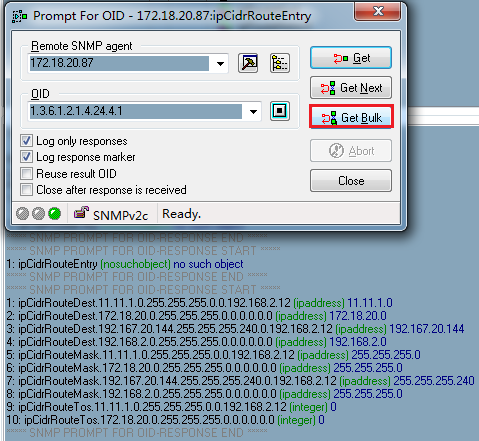 Prompt For OID - 172.18.20.87:ipCidrRouteEntry
Remote SNMP agent
172.18.20.87
Get
Get Next
OID
1.3.6.1.2.1.4.24.4.1
Get Bulk
Log only responses
Log response marker
Abort
Reuse result OID
Close after response is received
Close
SNMPv2c Ready.
***** SNMP PROMPT FOR OID-RESPONSE END *****
***** SNMP PROMPT FOR OID-RESPONSE START *****
1: ipCidrRouteEntry (nosuchobject) no such object
***** SNMP PROMPT FOR OID-RESPONSE END *****
***** SNMP PROMPT FOR OID-RESPONSE START *****
1: ipCidrRouteDest.11.11.1.0.255.255.255.0.0.192.168.2.12 (ipaddress) 11.11.1.0
2: ipCidrRouteDest.172.18.20.0.255.255.255.0.0.0.0.0.0 (ipaddress) 172.18.20.0
3: ipCidrRouteDest.192.167.20.144.255.255.255.240.0.192.168.2.12 (ipaddress) 192.167.20.144
4: ipCidrRouteDest.192.168.2.0.255.255.255.0.0.0.0.0.0 (ipaddress) 192.168.2.0
5: ipCidrRouteMask.11.11.1.0.255.255.255.0.0.192.168.2.12 (ipaddress) 255.255.255.0
6: ipCidrRouteMask.172.18.20.0.255.255.255.0.0.0.0.0.0 (ipaddress) 255.255.255.0
7: ipCidrRouteMask.192.167.20.144.255.255.255.240.0.192.168.2.12 (ipaddress) 255.255.255.240
8: ipCidrRouteMask.192.168.2.0.255.255.255.0.0.0.0.0.0 (ipaddress) 255.255.255.0
9: ipCidrRouteTos.11.11.1.0.255.255.255.0.0.192.168.2.12 (integer) 0
10: ipCidrRouteTos.172.18.20.0.255.255.255.0.0.0.0.0.0 (integer) 0
***** SNMP PROMPT FOR OID-RESPONSE END *****